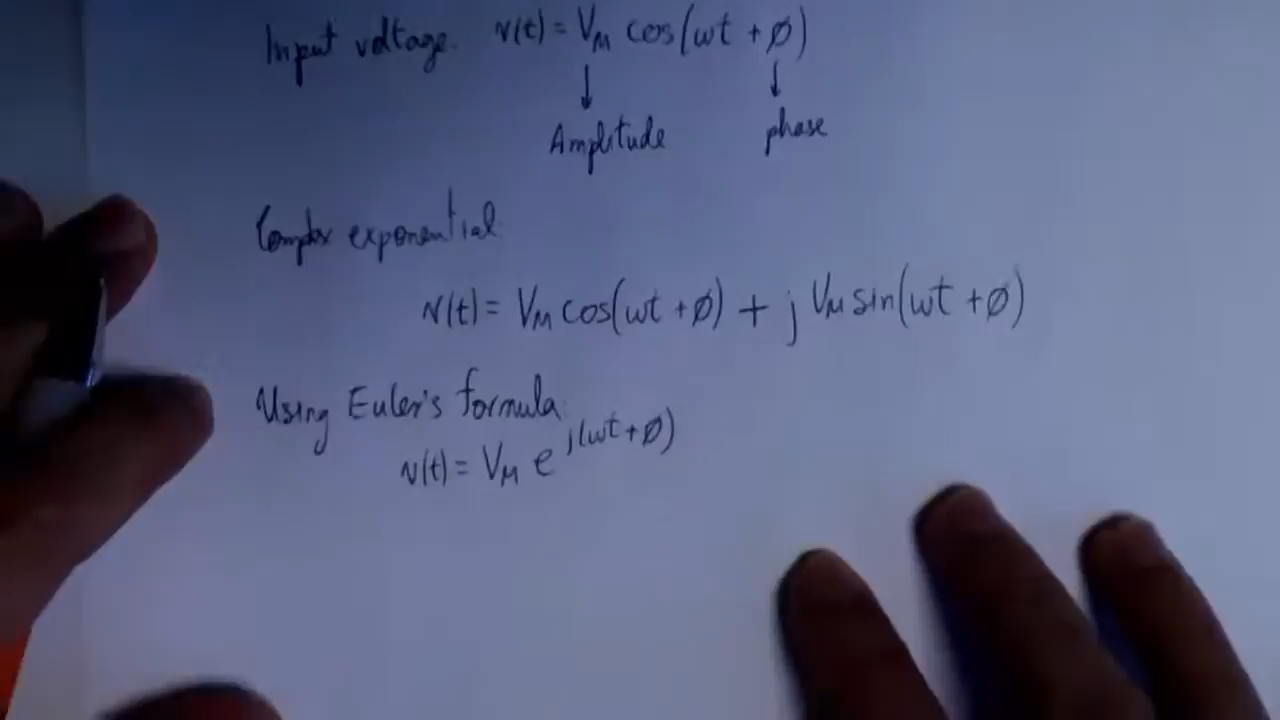 Input voltage. v(t) = V_M cos(ωt + ø)
↓ ↓
Amplitude phase
Complex exponential:
v(t) = V_M cos(ωt + ø) + j V_M sin(ωt + ø)
Using Euler's formula:
v(t) = V_M e^{j(ωt + ø)}